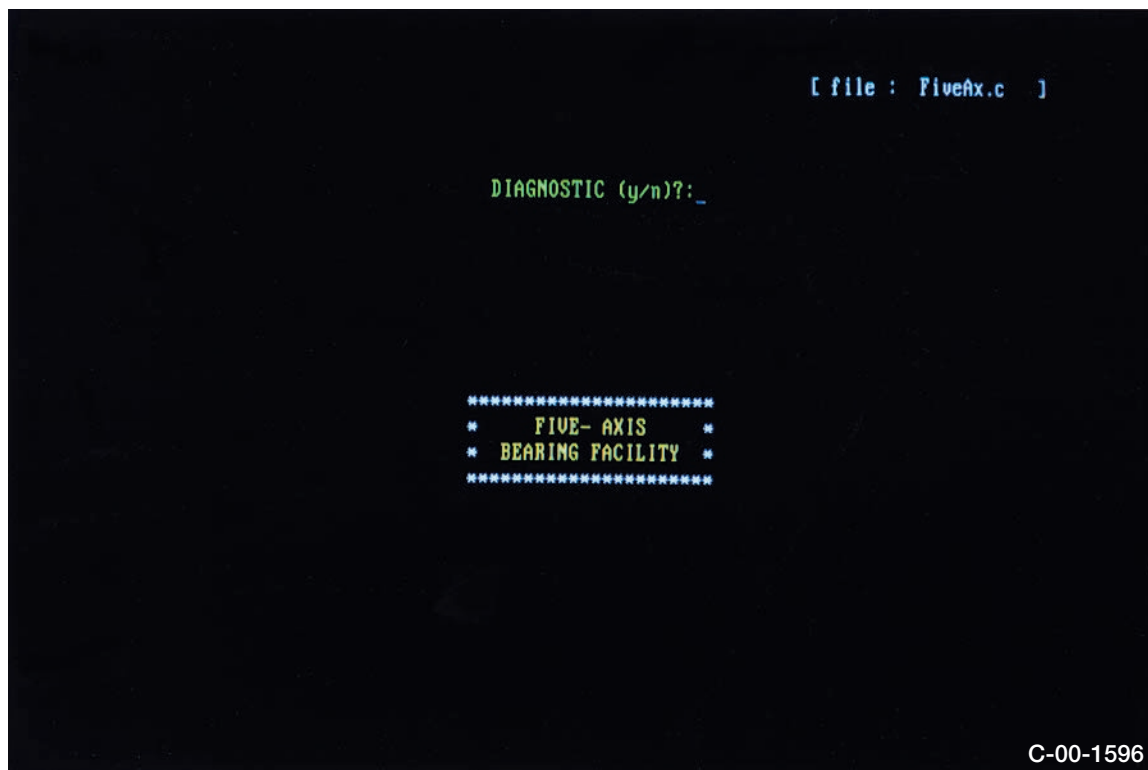 [ file : FiveAx.c ]
DIAGNOSTIC (y/n)?:_
**********************
* FIVE- AXIS *
* BEARING FACILITY *
**********************
C-00-1596